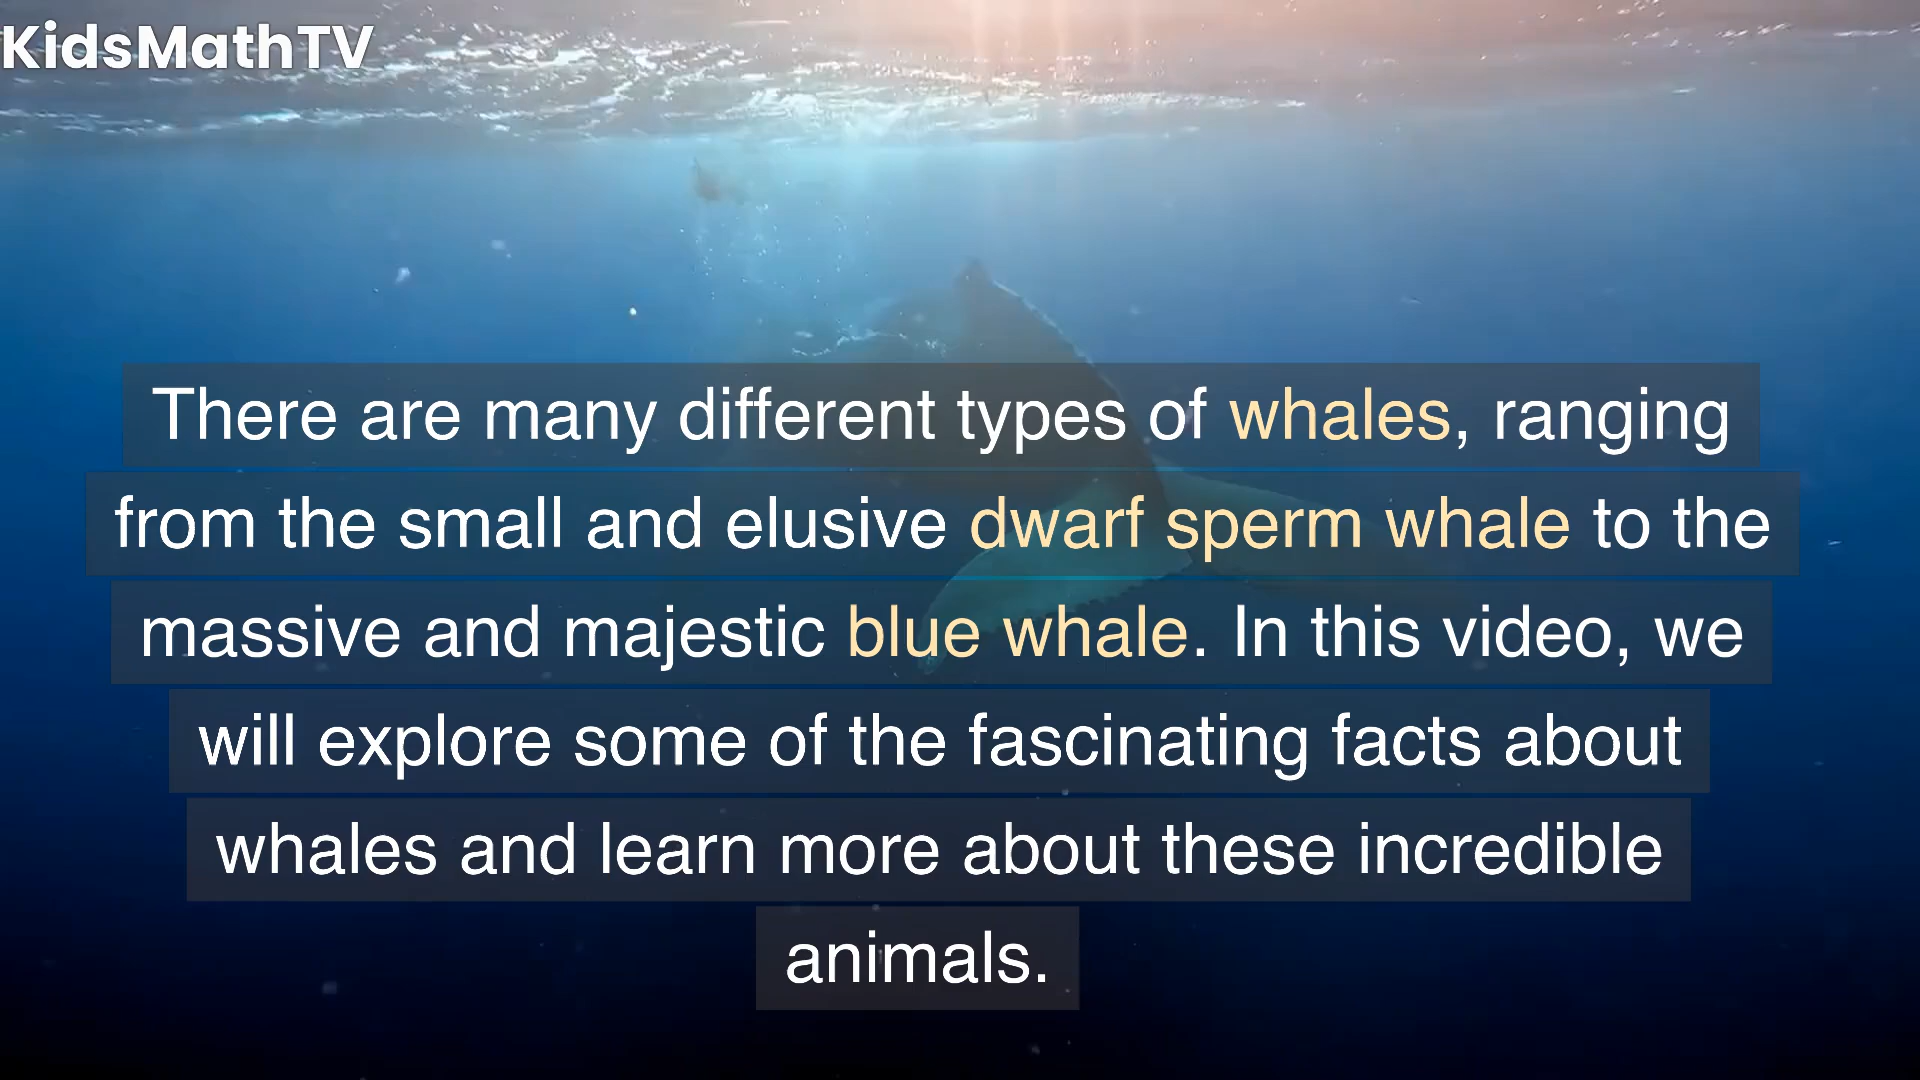 KidsMathTV
There are many different types of whales, ranging
from the small and elusive dwarf sperm whale to the
massive and majestic blue whale. In this video, we
will explore some of the fascinating facts about
whales and learn more about these incredible
animals.